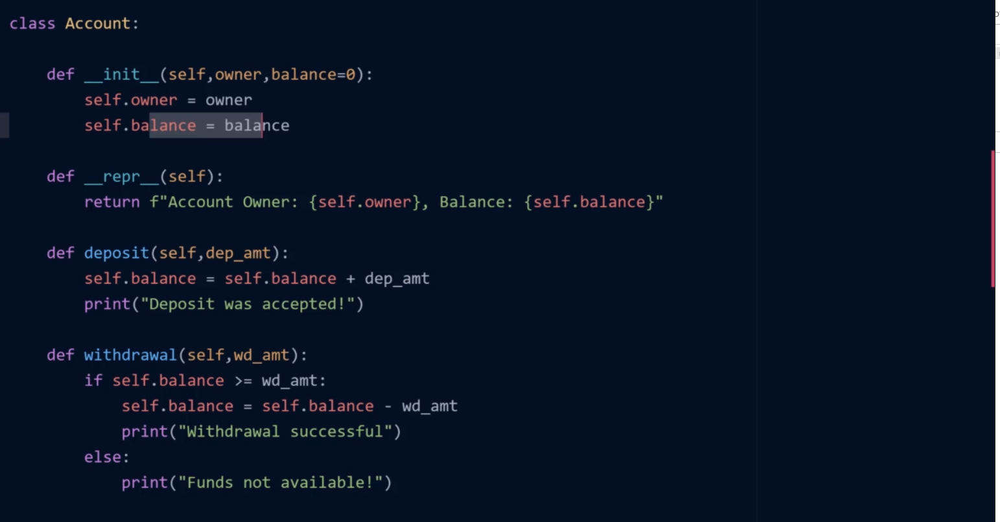 class Account:
    def __init__(self,owner,balance=0):
        self.owner = owner
        self.balance = balance
    def __repr__(self):
        return f"Account Owner: {self.owner}, Balance: {self.balance}"
    def deposit(self,dep_amt):
        self.balance = self.balance + dep_amt
        print("Deposit was accepted!")
    def withdrawal(self,wd_amt):
        if self.balance >= wd_amt:
            self.balance = self.balance - wd_amt
            print("Withdrawal successful")
        else:
            print("Funds not available!")